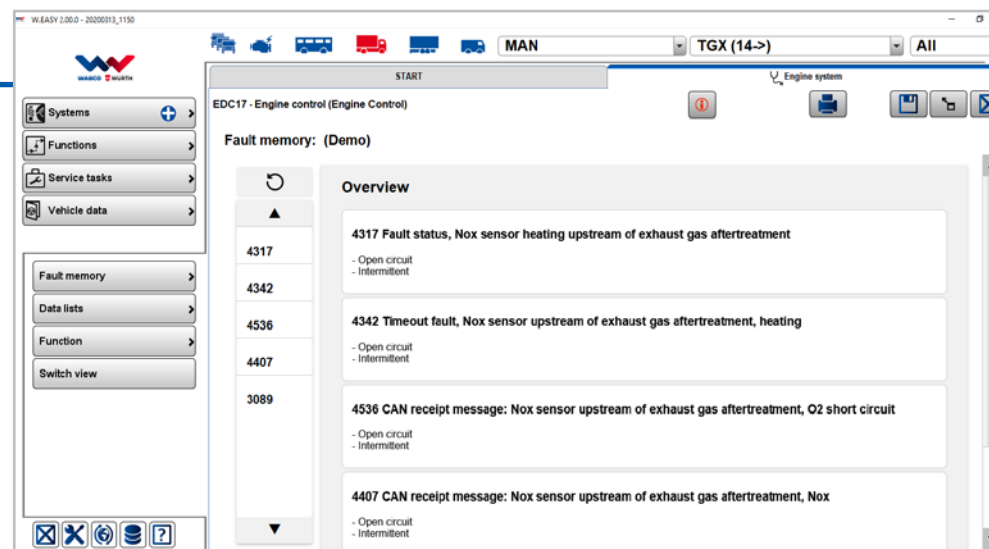 W.EASY 2.00.0 - 20200313_1150
MAN
TGX (14->)
All
WABCO WÜRTH
START
Engine system
Systems
Functions
Service tasks
Vehicle data
Fault memory
Data lists
Function
Switch view
EDC17 - Engine control (Engine Control)
Fault memory: (Demo)
4317
4342
4536
4407
3089
Overview
4317 Fault status, Nox sensor heating upstream of exhaust gas aftertreatment
- Open circuit
- Intermittent
4342 Timeout fault, Nox sensor upstream of exhaust gas aftertreatment, heating
- Open circuit
- Intermittent
4536 CAN receipt message: Nox sensor upstream of exhaust gas aftertreatment, O2 short circuit
- Open circuit
- Intermittent
4407 CAN receipt message: Nox sensor upstream of exhaust gas aftertreatment, Nox
- Open circuit
- Intermittent